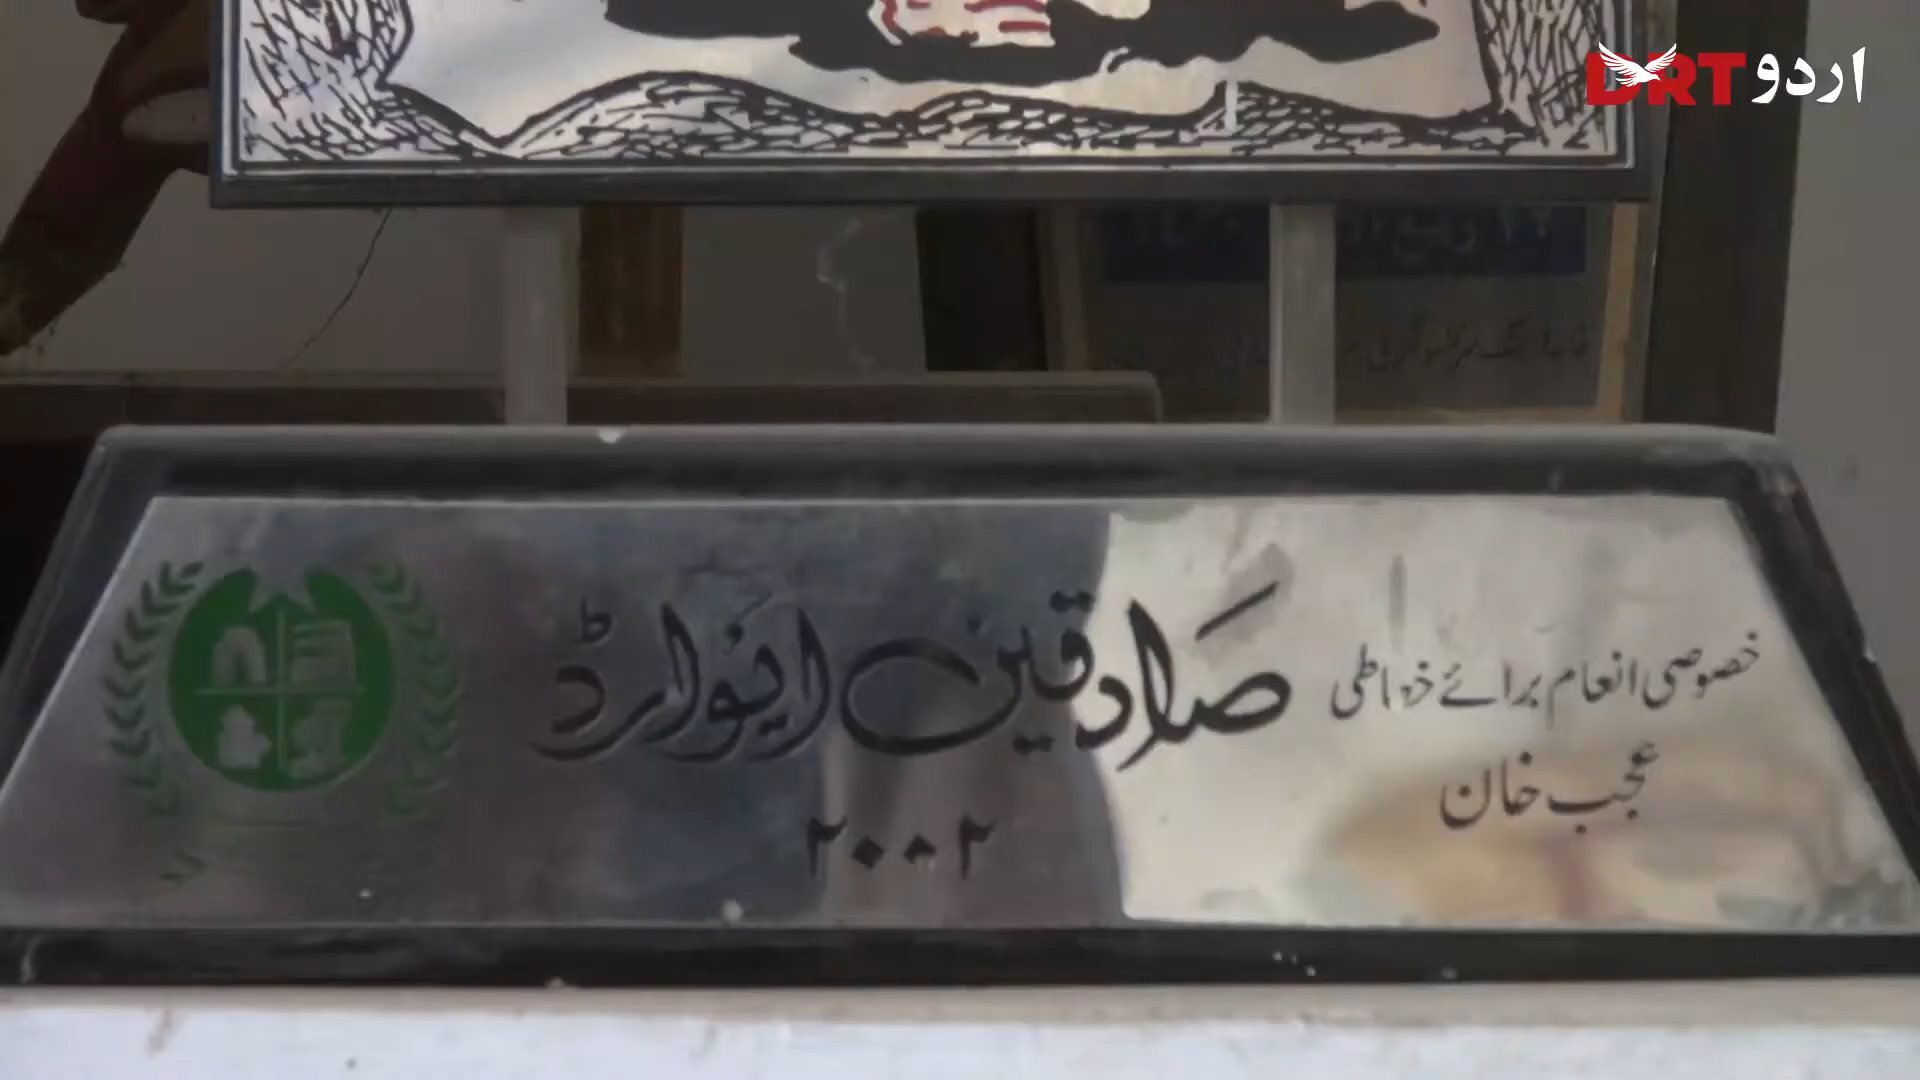 DRT اردو
خصوصی انعام برائے خطاطی
عجب خان
صادقین ایوارڈ
۲۰۰۲